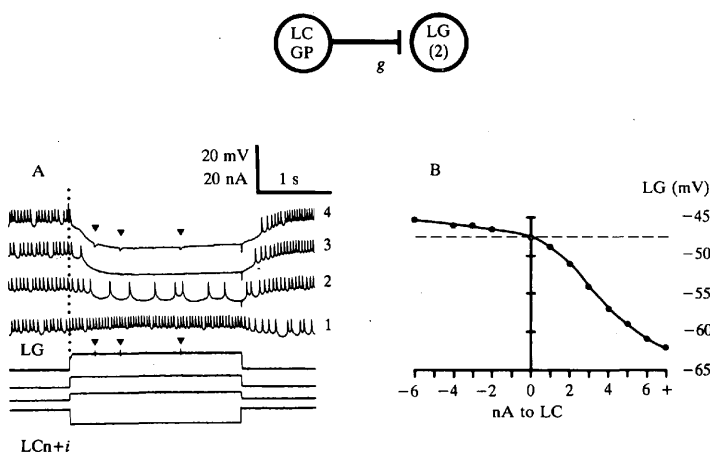 LC
GP
LG
(2)
g
A
20 mV
20 nA
1 s
4
3
2
1
LG
LCn+i
B
LG (mV)
-45
-50
-55
-60
-65
-6
-4
-2
0
2
4
6
+
nA to LC